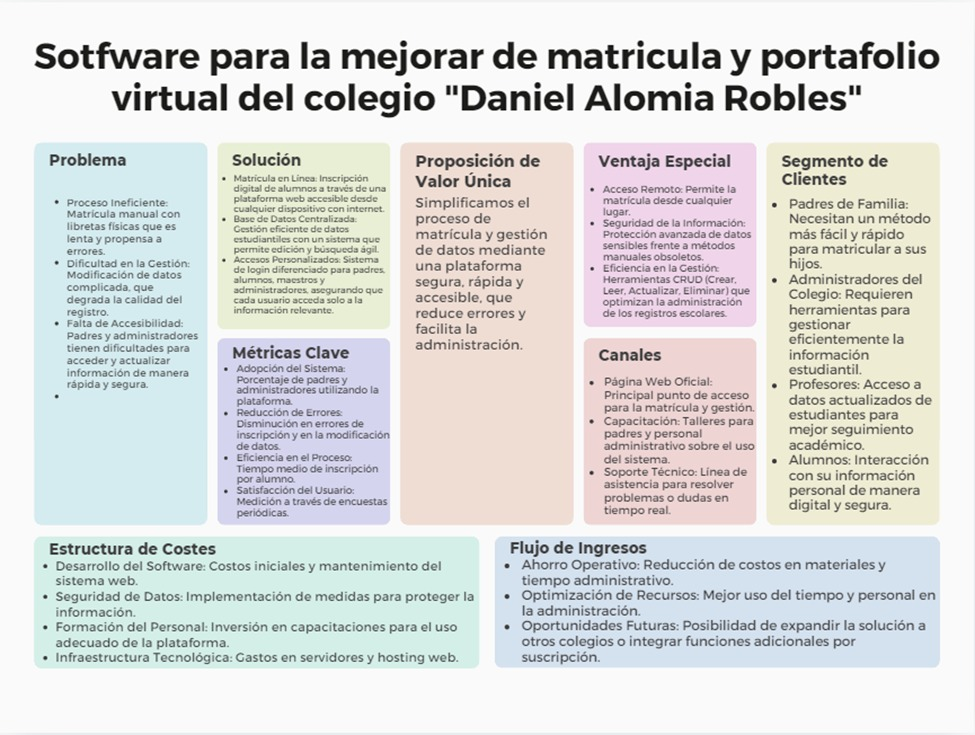 Sotfware para la mejorar de matricula y portafolio
virtual del colegio "Daniel Alomia Robles"
Problema
Proceso Ineficiente:
Matrícula manual con
libretas físicas que es
lenta y propensa a
errores.
Dificultad en la Gestión:
Modificación de datos
complicada, que
degrada la calidad del
registro.
Falta de Accesibilidad:
Padres y administradores
tienen dificultades para
acceder y actualizar
información de manera
rápida y segura.
Solución
Matrícula en Línea: Inscripción
digital de alumnos a través de una
plataforma web accesible desde
cualquier dispositivo con internet.
Base de Datos Centralizada:
Gestión eficiente de datos
estudiantiles con un sistema que
permite edición y búsqueda ágil.
Accesos Personalizados: Sistema
de login diferenciado para padres,
alumnos, maestros y
administradores, asegurando que
cada usuario acceda solo a la
información relevante.
Métricas Clave
Adopción del Sistema:
Porcentaje de padres y
administradores utilizando la
plataforma.
Reducción de Errores:
Disminución en errores de
inscripción y en la modificación
de datos.
Eficiencia en el Proceso:
Tiempo medio de inscripción
por alumno.
Satisfacción del Usuario:
Medición a través de encuestas
periódicas.
Proposición de
Valor Única
Simplificamos el
proceso de
matrícula y gestión
de datos mediante
una plataforma
segura, rápida y
accesible, que
reduce errores y
facilita la
administración.
Ventaja Especial
Acceso Remoto: Permite la
matrícula desde cualquier
lugar.
Seguridad de la Información:
Protección avanzada de datos
sensibles frente a métodos
manuales obsoletos.
Eficiencia en la Gestión:
Herramientas CRUD (Crear,
Leer, Actualizar, Eliminar) que
optimizan la administración
de los registros escolares.
Canales
Página Web Oficial:
Principal punto de acceso
para la matrícula y gestión.
Capacitación: Talleres para
padres y personal
administrativo sobre el uso
del sistema.
Soporte Técnico: Línea de
asistencia para resolver
problemas o dudas en
tiempo real.
Segmento de
Clientes
Padres de Familia:
Necesitan un método
más fácil y rápido
para matricular a sus
hijos.
Administradores del
Colegio: Requieren
herramientas para
gestionar
eficientemente la
información
estudiantil.
Profesores: Acceso a
datos actualizados de
estudiantes para
mejor seguimiento
académico.
Alumnos: Interacción
con su información
personal de manera
digital y segura.
Estructura de Costes
Desarrollo del Software: Costos iniciales y mantenimiento del
sistema web.
Seguridad de Datos: Implementación de medidas para proteger la
información.
Formación del Personal: Inversión en capacitaciones para el uso
adecuado de la plataforma.
Infraestructura Tecnológica: Gastos en servidores y hosting web.
Flujo de Ingresos
Ahorro Operativo: Reducción de costos en materiales y
tiempo administrativo.
Optimización de Recursos: Mejor uso del tiempo y personal en
la administración.
Oportunidades Futuras: Posibilidad de expandir la solución a
otros colegios o integrar funciones adicionales por
suscripción.